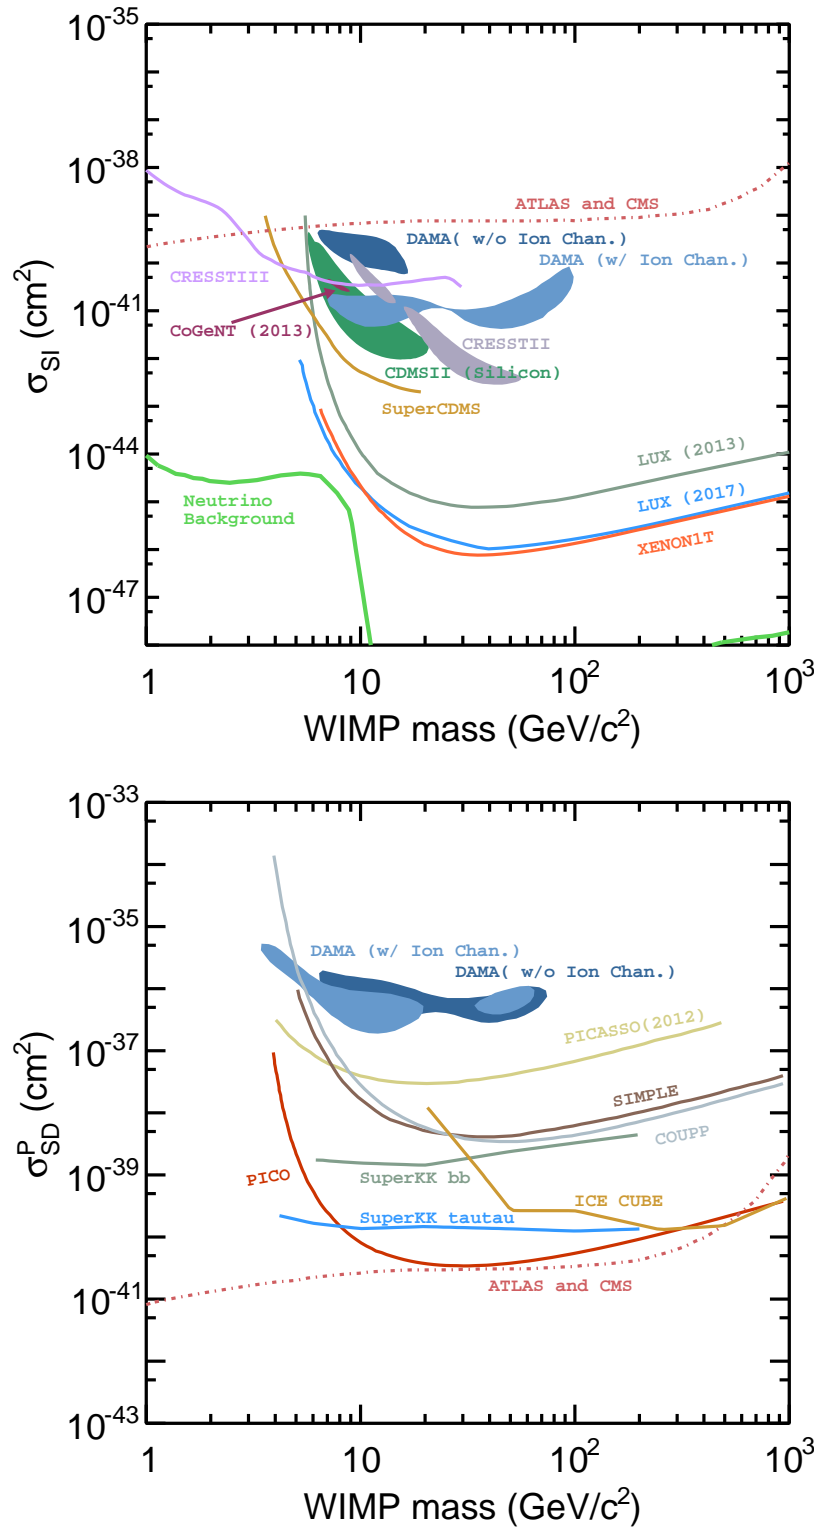 10^-35
10^-38
ATLAS and CMS
DAMA( w/o Ion Chan.)
DAMA (w/ Ion Chan.)
CRESSTIII
10^-41
CoGeNT (2013)
CRESSTII
CDMSII (Silicon)
SuperCDMS
σSI (cm^2)
10^-44
LUX (2013)
LUX (2017)
Neutrino
Background
XENON1T
10^-47
1 10 10^2 10^3
WIMP mass (GeV/c^2)
10^-33
10^-35
DAMA (w/ Ion Chan.)
DAMA( w/o Ion Chan.)
10^-37
PICASSO(2012)
σ^P_SD (cm^2)
SIMPLE
COUPP
10^-39
PICO
SuperKK bb
ICE CUBE
SuperKK tautau
10^-41
ATLAS and CMS
10^-43
1 10 10^2 10^3
WIMP mass (GeV/c^2)